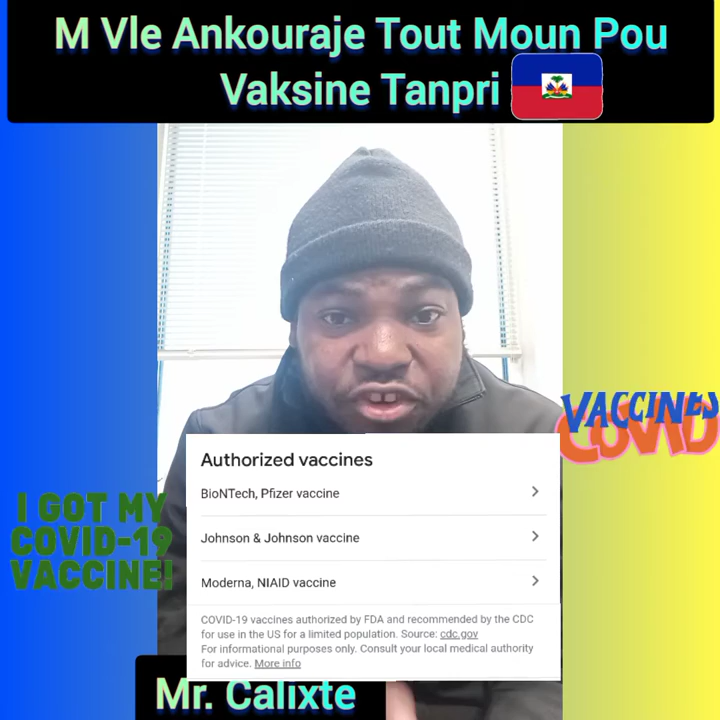 M Vle Ankouraje Tout Moun Pou
Vaksine Tanpri
VACCINES
COVID
Authorized vaccines
BioNTech, Pfizer vaccine
Johnson & Johnson vaccine
Moderna, NIAID vaccine
COVID-19 vaccines authorized by FDA and recommended by the CDC
for use in the US for a limited population. Source: cdc.gov
For informational purposes only. Consult your local medical authority
for advice. More info
I GOT MY
COVID-19
VACCINE!
Mr. Calixte